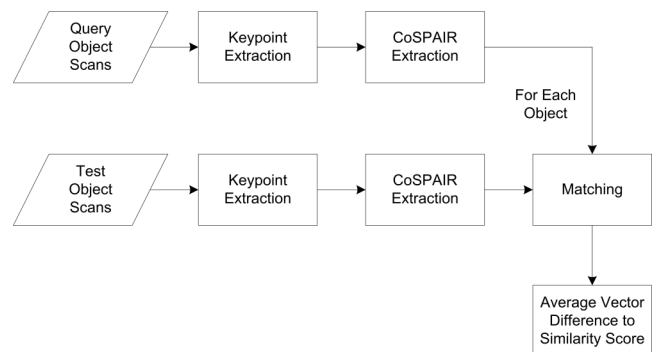 Query
Object
Scans
Keypoint
Extraction
CoSPAIR
Extraction
For Each
Object
Test
Object
Scans
Keypoint
Extraction
CoSPAIR
Extraction
Matching
Average Vector
Difference to
Similarity Score